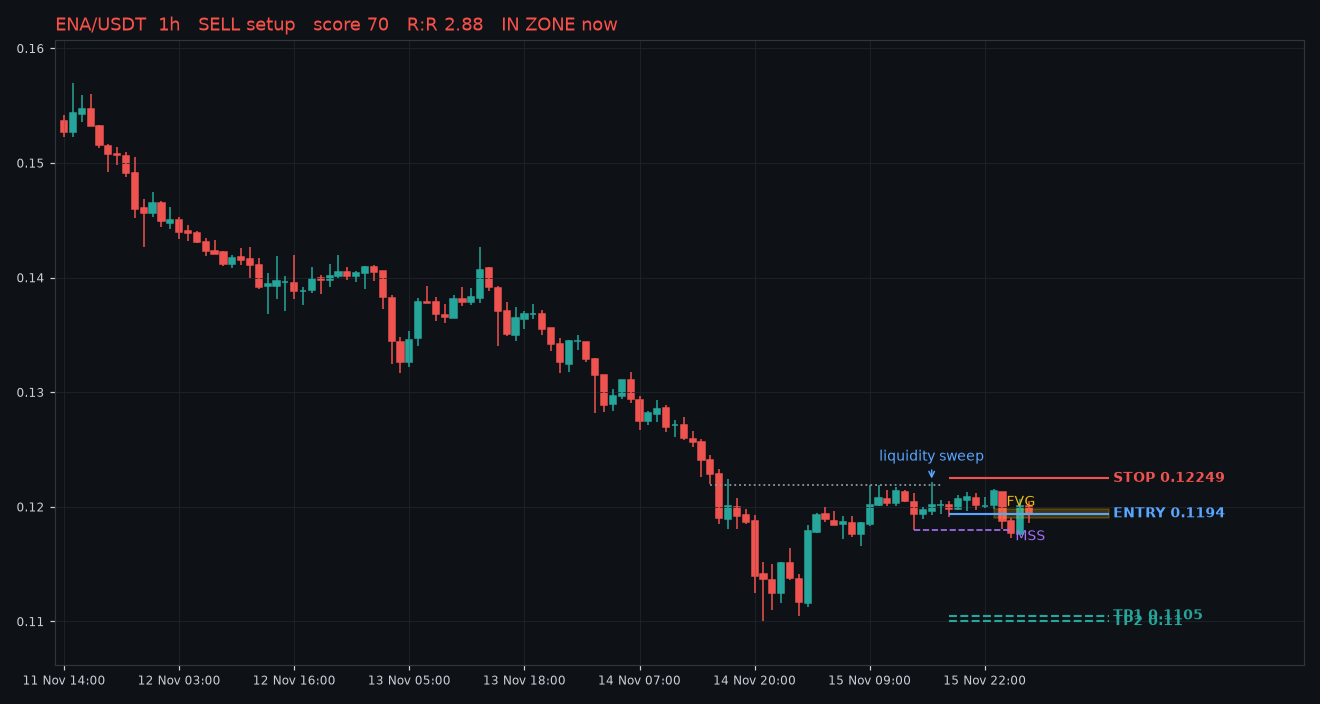 ENA/USDT 1h SELL setup score 70 R:R 2.88 IN ZONE now
0.16
0.15
0.14
0.13
0.12
0.11
liquidity sweep
STOP 0.12249
FVG
ENTRY 0.1194
MSS
TP1 0.1105
TP2 0.11
11 Nov 14:00
12 Nov 03:00
12 Nov 16:00
13 Nov 05:00
13 Nov 18:00
14 Nov 07:00
14 Nov 20:00
15 Nov 09:00
15 Nov 22:00